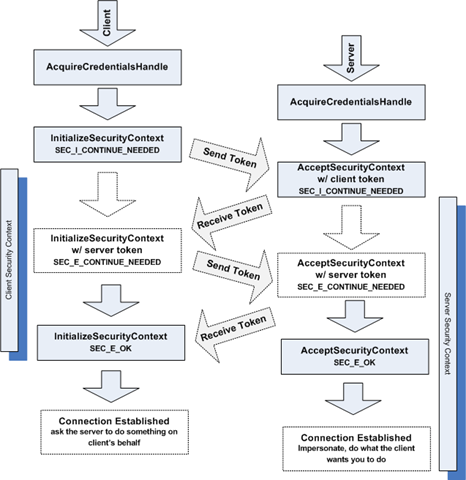 Client
AcquireCredentialsHandle
InitializeSecurityContext
SEC_I_CONTINUE_NEEDED
InitializeSecurityContext
w/ server token
SEC_E_CONTINUE_NEEDED
InitializeSecurityContext
SEC_E_OK
Connection Established
ask the server to do something on
client's behalf
Client Security Context
Send Token
Receive Token
Send Token
Receive Token
Server
AcquireCredentialsHandle
AcceptSecurityContext
w/ client token
SEC_I_CONTINUE_NEEDED
AcceptSecurityContext
w/ server token
SEC_E_CONTINUE_NEEDED
AcceptSecurityContext
SEC_E_OK
Connection Established
Impersonate, do what the client
wants you to do
Server Security Context